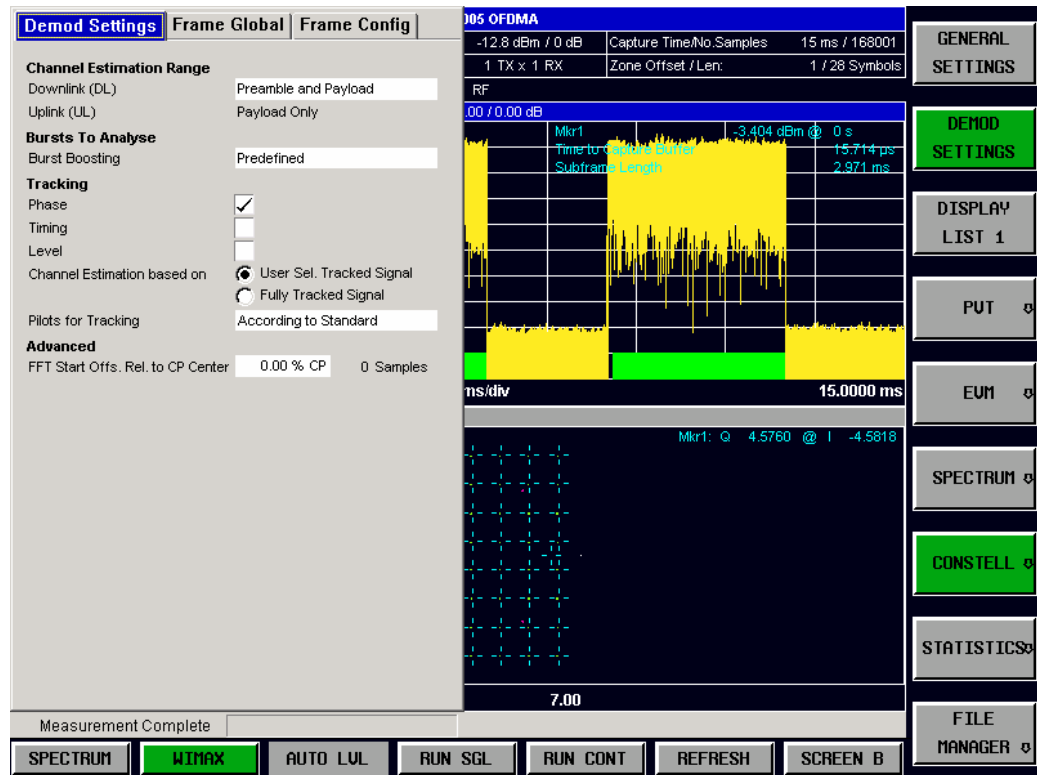 Demod Settings Frame Global Frame Config
Channel Estimation Range
Downlink (DL) Preamble and Payload
Uplink (UL) Payload Only
Bursts To Analyse
Burst Boosting Predefined
Tracking
Phase
Timing
Level
Channel Estimation based on User Sel. Tracked Signal
Fully Tracked Signal
Pilots for Tracking According to Standard
Advanced
FFT Start Offs. Rel. to CP Center 0.00 % CP 0 Samples
Measurement Complete
005 OFDMA
-12.8 dBm / 0 dB Capture Time/No.Samples 15 ms / 168001
1 TX x 1 RX Zone Offset / Len: 1 / 28 Symbols
RF
.00 / 0.00 dB
Mkr1 -3.404 dBm @ 0 s
Time to Capture Buffer 15.714 µs
Subframe Length 2.971 ms
ms/div 15.0000 ms
Mkr1: Q 4.5760 @ I -4.5818
7.00
GENERAL
SETTINGS
DEMOD
SETTINGS
DISPLAY
LIST 1
PVT
EVM
SPECTRUM
CONSTELL
STATISTICS
FILE
MANAGER
SPECTRUM WIMAX AUTO LVL RUN SGL RUN CONT REFRESH SCREEN B